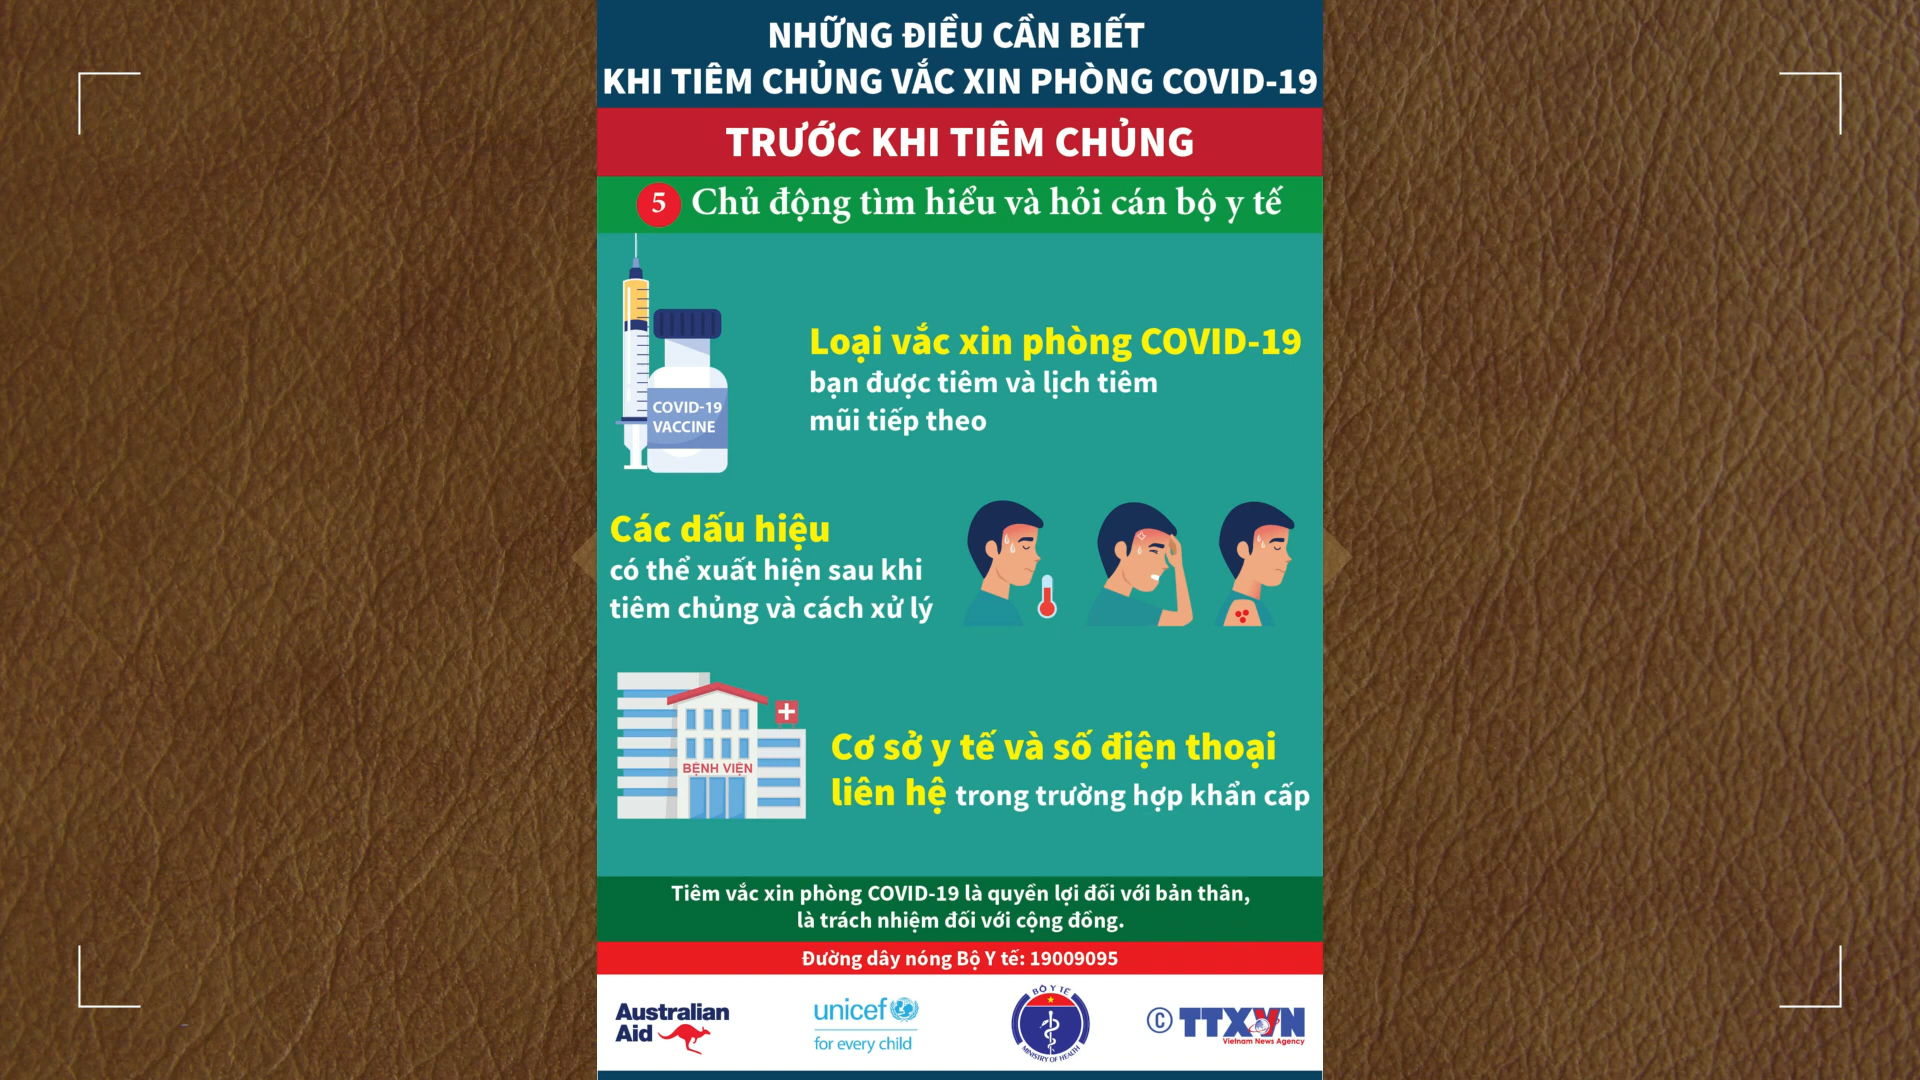 NHỮNG ĐIỀU CẦN BIẾT
KHI TIÊM CHỦNG VẮC XIN PHÒNG COVID-19
TRƯỚC KHI TIÊM CHỦNG
5 Chủ động tìm hiểu và hỏi cán bộ y tế
COVID-19
VACCINE
Loại vắc xin phòng COVID-19
bạn được tiêm và lịch tiêm
mũi tiếp theo
Các dấu hiệu
có thể xuất hiện sau khi
tiêm chủng và cách xử lý
BỆNH VIỆN
Cơ sở y tế và số điện thoại
liên hệ trong trường hợp khẩn cấp
Tiêm vắc xin phòng COVID-19 là quyền lợi đối với bản thân,
là trách nhiệm đối với cộng đồng.
Đường dây nóng Bộ Y tế: 19009095
Australian
Aid
unicef
for every child
BỘ Y TẾ
MINISTRY OF HEALTH
© TTXVN
Vietnam News Agency